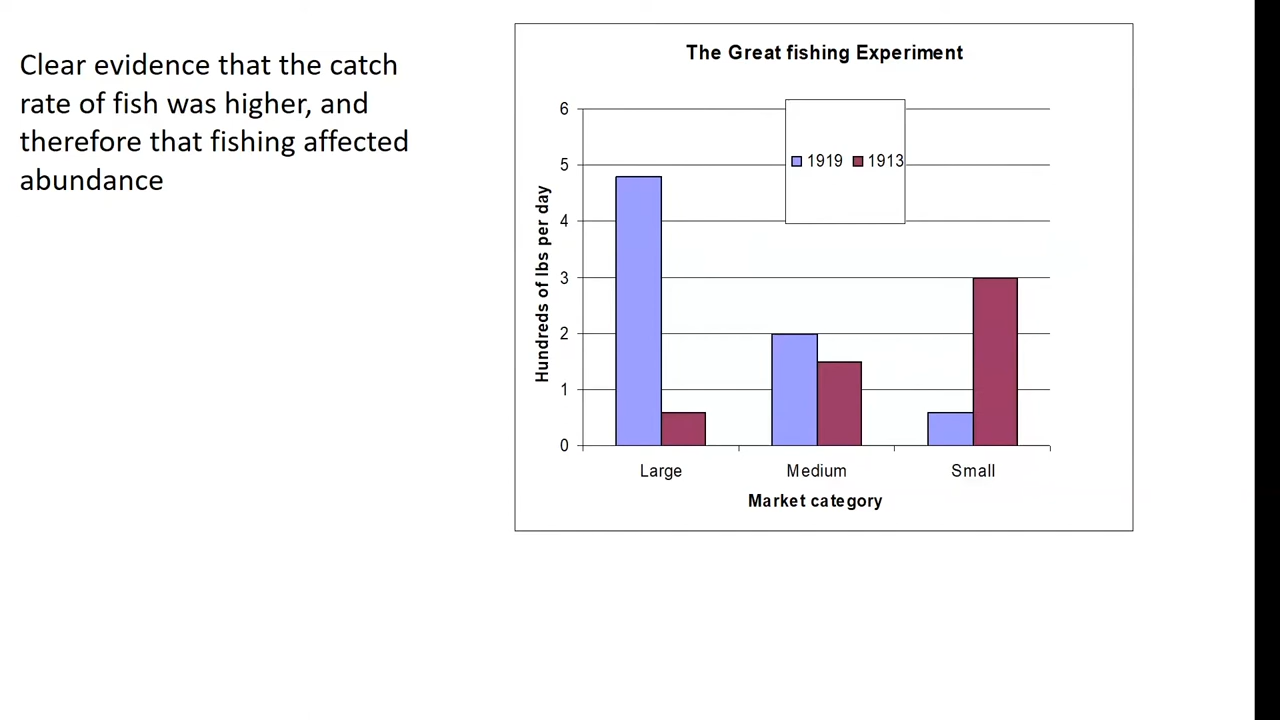 Clear evidence that the catch
rate of fish was higher, and
therefore that fishing affected
abundance
The Great fishing Experiment
6
5
4
3
2
1
0
Hundreds of lbs per day
1919 1913
Large Medium Small
Market category